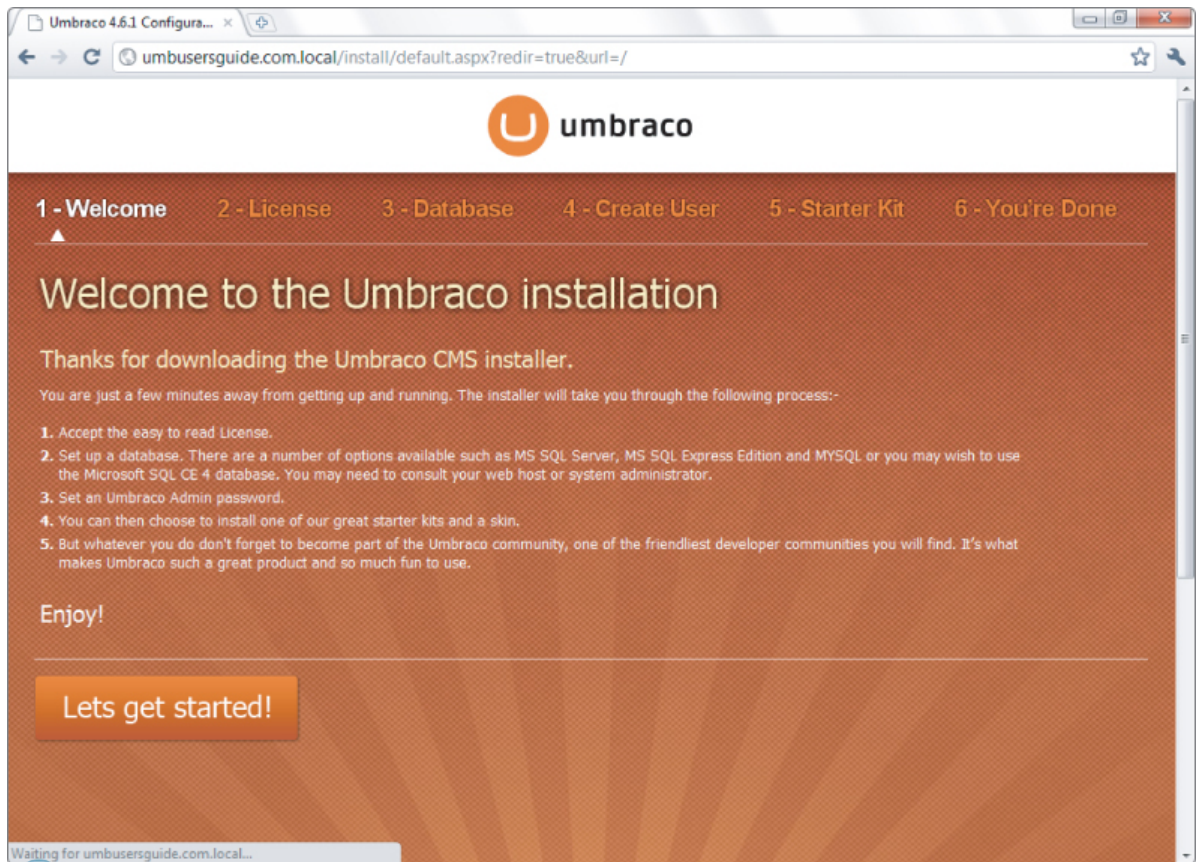 Umbraco 4.6.1 Configura...
umbusersguide.com.local/install/default.aspx?redir=true&url=/
umbraco
1 - Welcome 2 - License 3 - Database 4 - Create User 5 - Starter Kit 6 - You're Done
Welcome to the Umbraco installation
Thanks for downloading the Umbraco CMS installer.
You are just a few minutes away from getting up and running. The installer will take you through the following process:-
1. Accept the easy to read License.
2. Set up a database. There are a number of options available such as MS SQL Server, MS SQL Express Edition and MYSQL or you may wish to use
the Microsoft SQL CE 4 database. You may need to consult your web host or system administrator.
3. Set an Umbraco Admin password.
4. You can then choose to install one of our great starter kits and a skin.
5. But whatever you do don't forget to become part of the Umbraco community, one of the friendliest developer communities you will find. It's what
makes Umbraco such a great product and so much fun to use.
Enjoy!
Lets get started!
Waiting for umbusersguide.com.local...